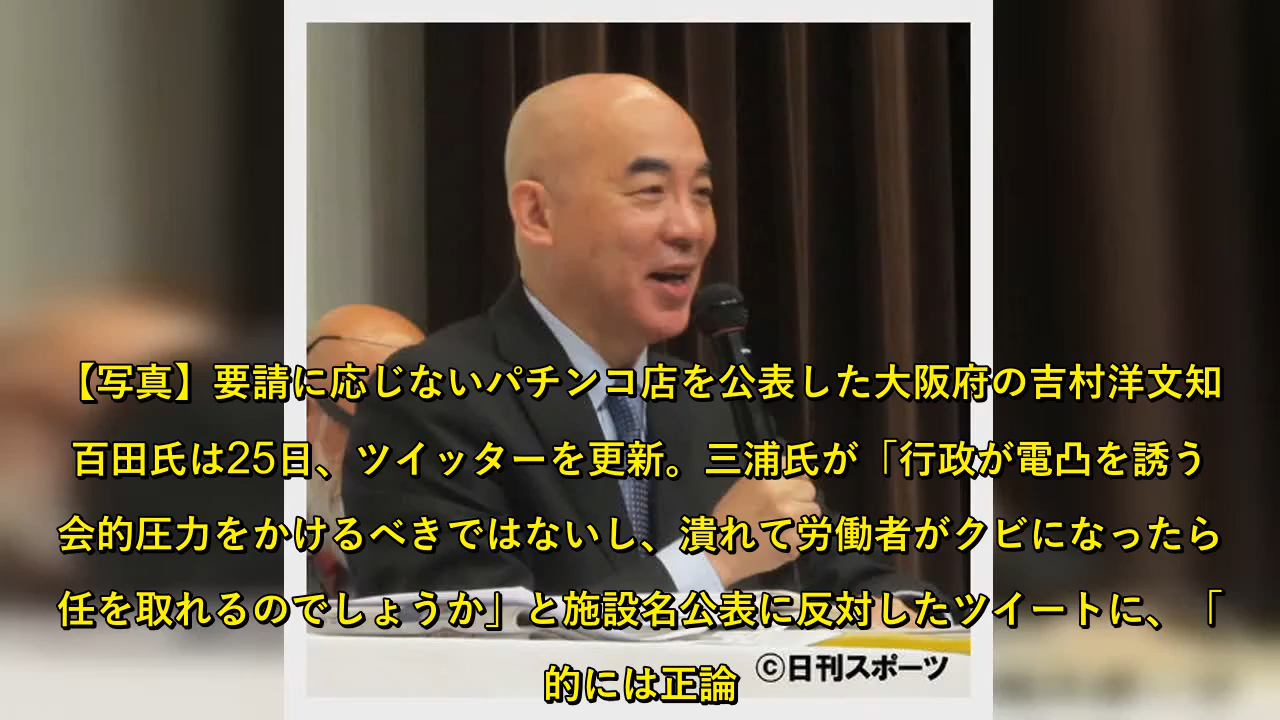 【写真】要請に応じないパチンコ店を公表した大阪府の吉村洋文知
百田氏は25日、ツイッターを更新。三浦氏が「行政が電凸を誘う
会的圧力をかけるべきではないし、潰れて労働者がクビになったら
任を取れるのでしょうか」と施設名公表に反対したツイートに、「
的には正論
©日刊スポーツ